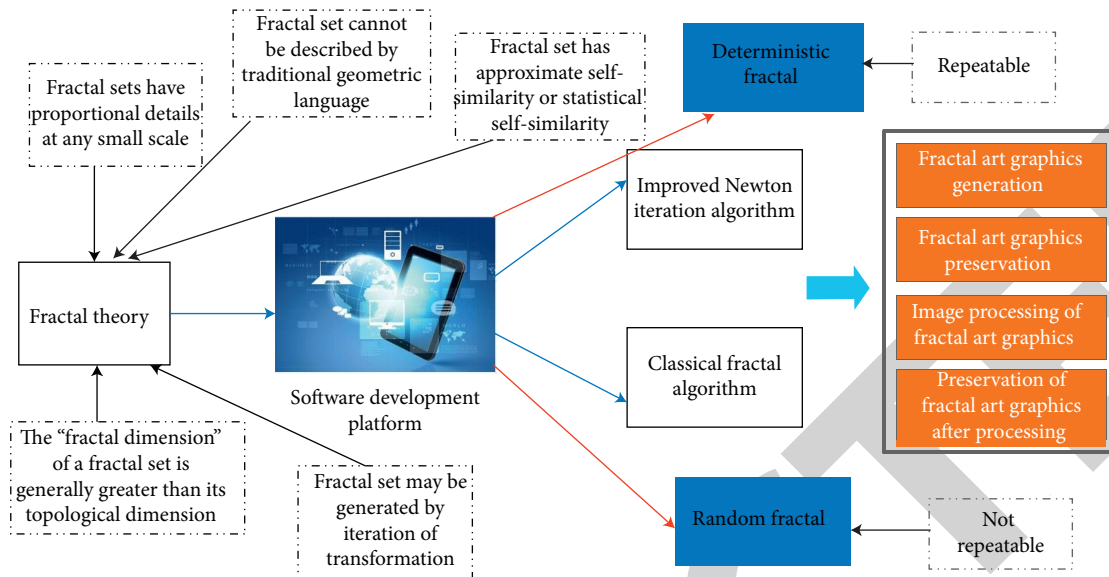 Fractal set cannot
be described by
traditional geometric
language
Fractal set has
approximate self-
similarity or statistical
self-similarity
Deterministic
fractal
Repeatable
Fractal sets have
proportional details
at any small scale
Improved Newton
iteration algorithm
Fractal art graphics
generation
Fractal art graphics
preservation
Fractal theory
Image processing of
fractal art graphics
Classical fractal
algorithm
Preservation of
fractal art graphics
after processing
Software development
platform
The “fractal dimension”
of a fractal set is
generally greater than its
topological dimension
Fractal set may be
generated by
iteration of
transformation
Random fractal
Not
repeatable